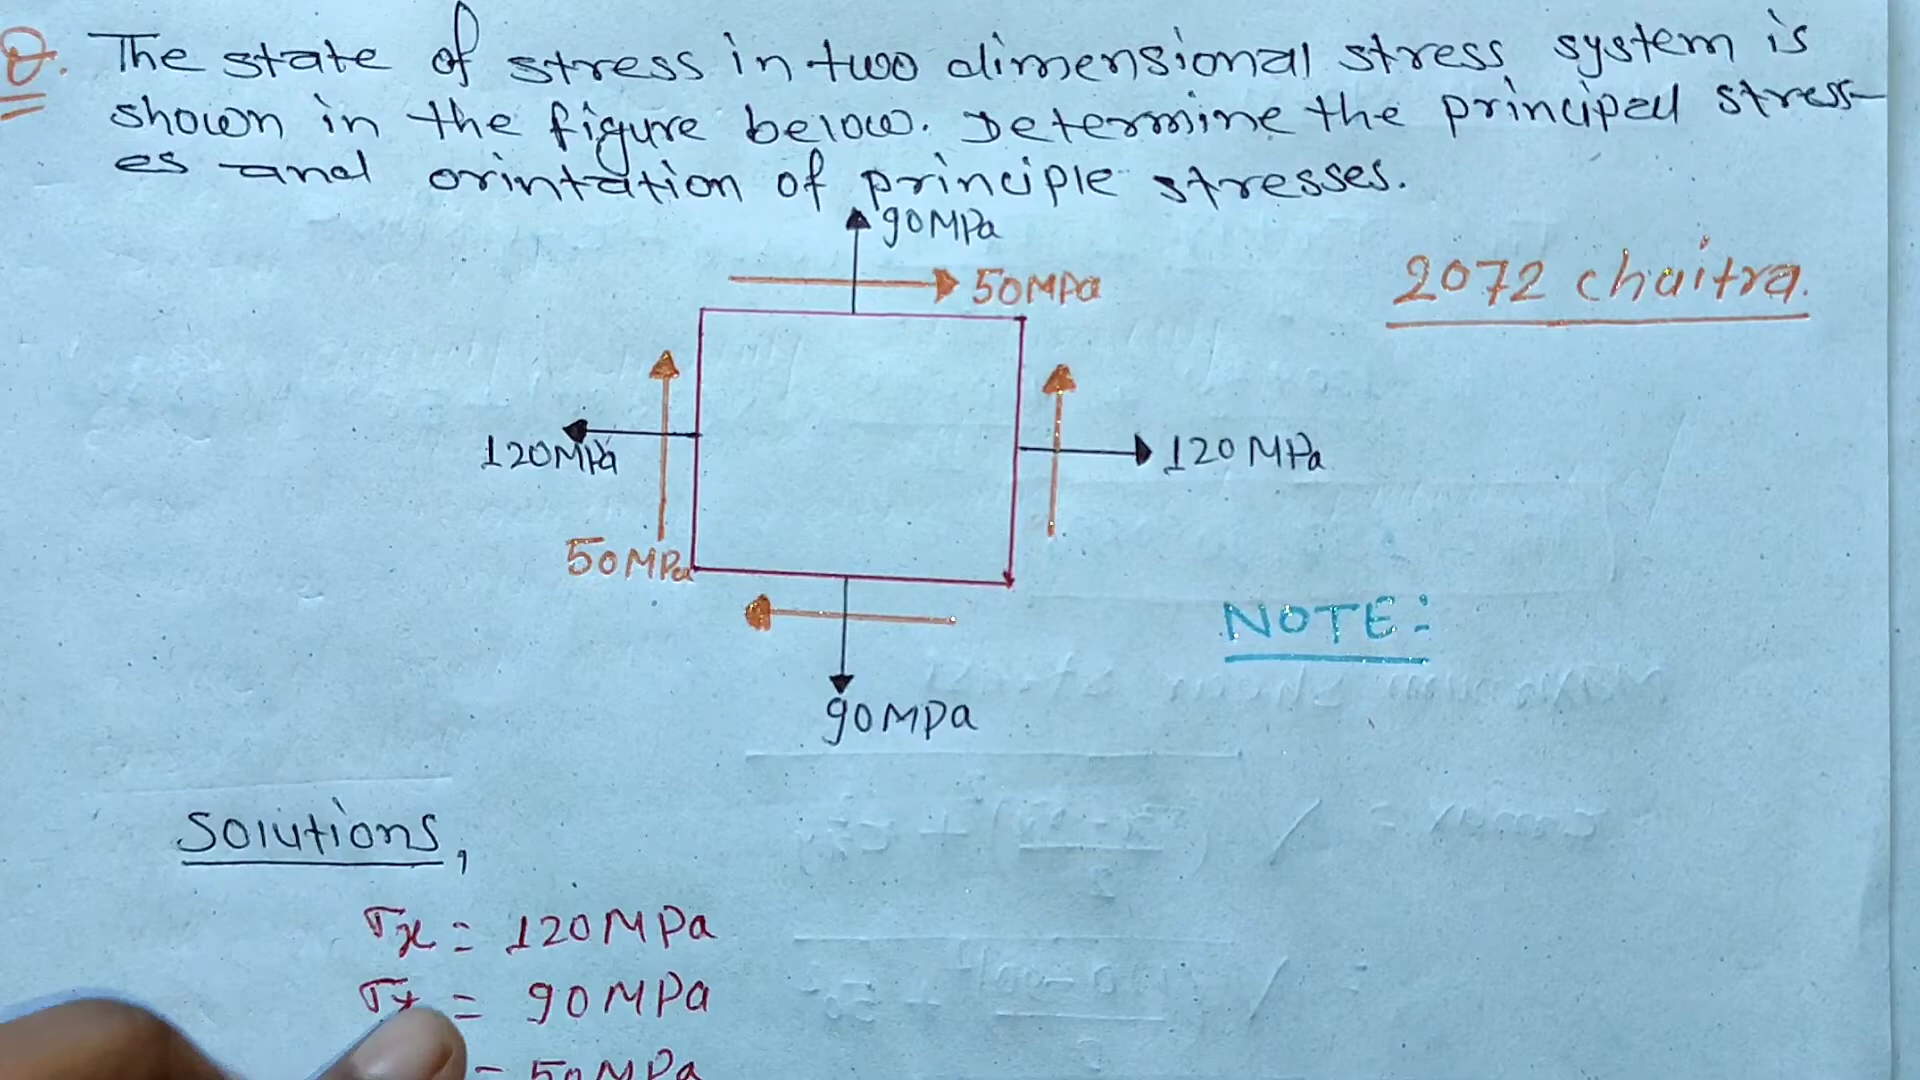 Q. The state of stress in two dimensional stress system is
shown in the figure below. Determine the principal stress-
es and orintation of principle stresses.
90MPa
50MPa
2072 chaitra.
120MPa
120MPa
50MPa
NOTE:
90MPa
Solutions,
σx = 120MPa
= 90MPa
= 50MPa